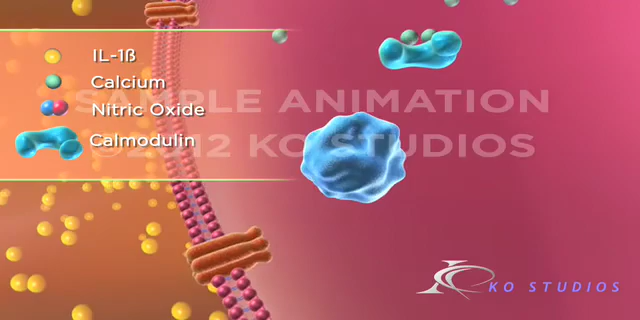 IL-1ß
Calcium
Nitric Oxide
Calmodulin
SAMPLE ANIMATION
©2012 KO STUDIOS
KO STUDIOS